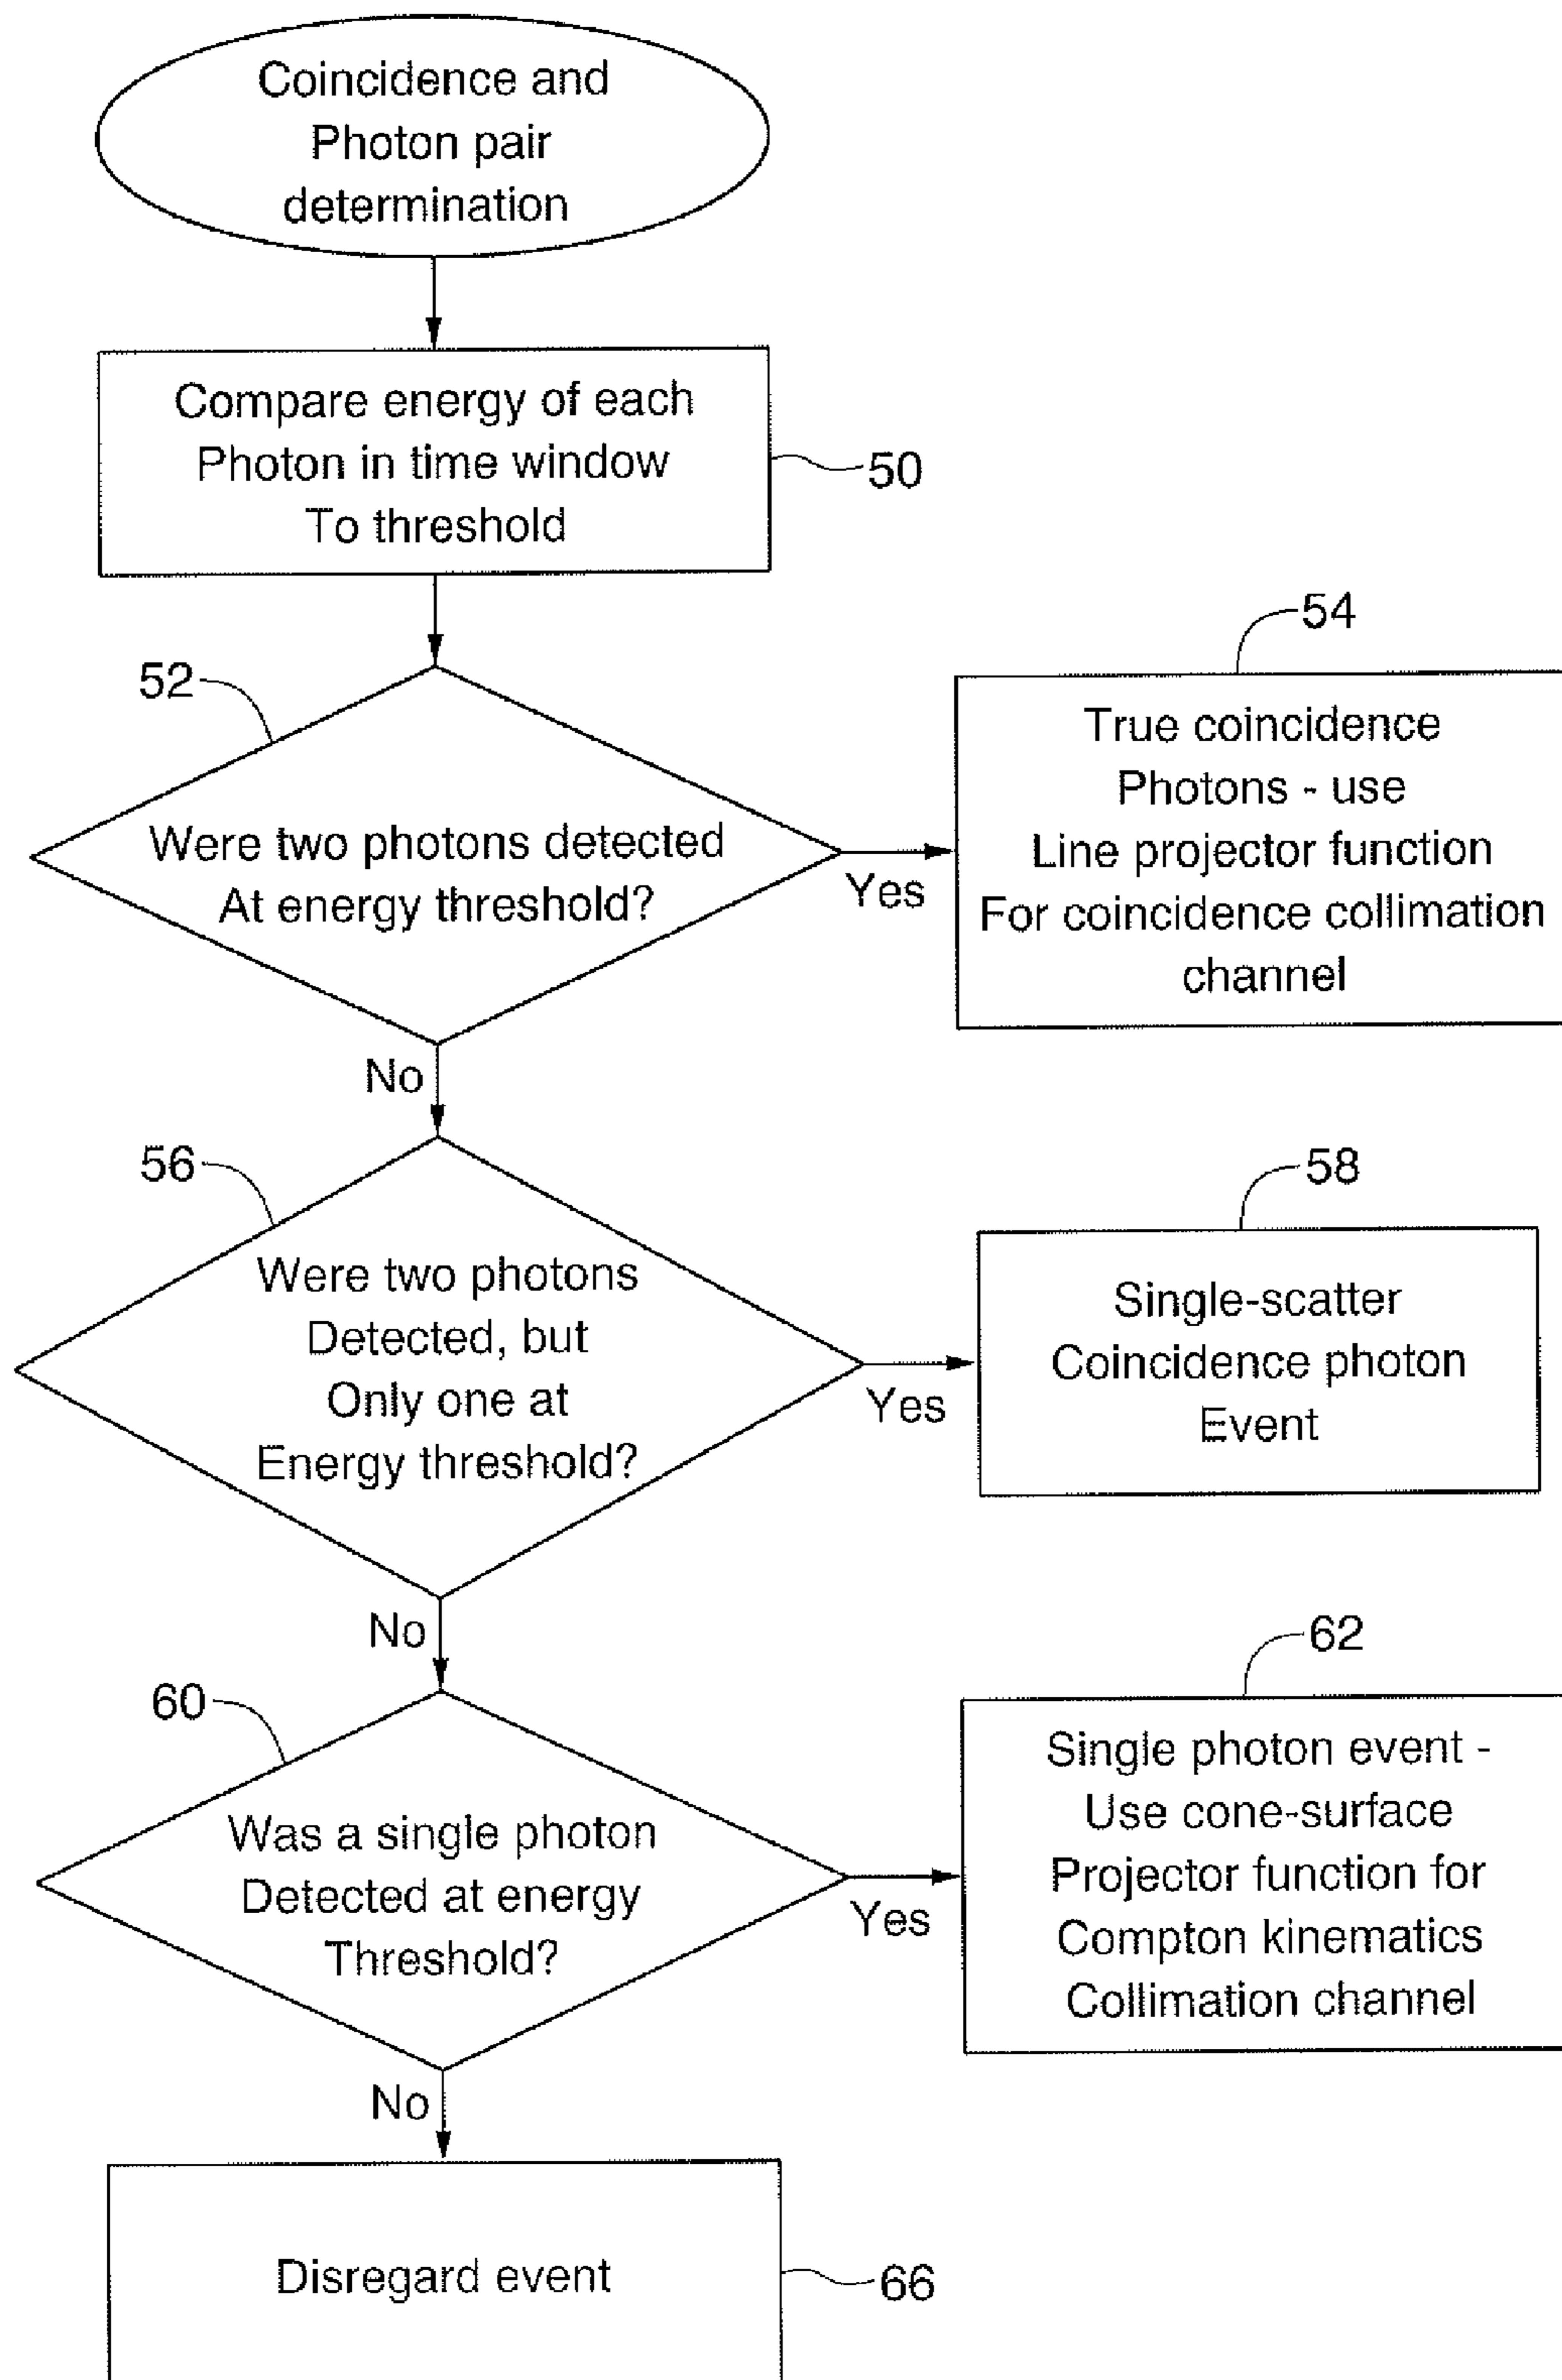 Coincidence and
Photon pair
determination
Compare energy of each
Photon in time window
To threshold
50
52
Were two photons detected
At energy threshold?
Yes
54
True coincidence
Photons - use
Line projector function
For coincidence collimation
channel
No
56
Were two photons
Detected, but
Only one at
Energy threshold?
Yes
58
Single-scatter
Coincidence photon
Event
No
60
Was a single photon
Detected at energy
Threshold?
Yes
62
Single photon event -
Use cone-surface
Projector function for
Compton kinematics
Collimation channel
No
Disregard event
66